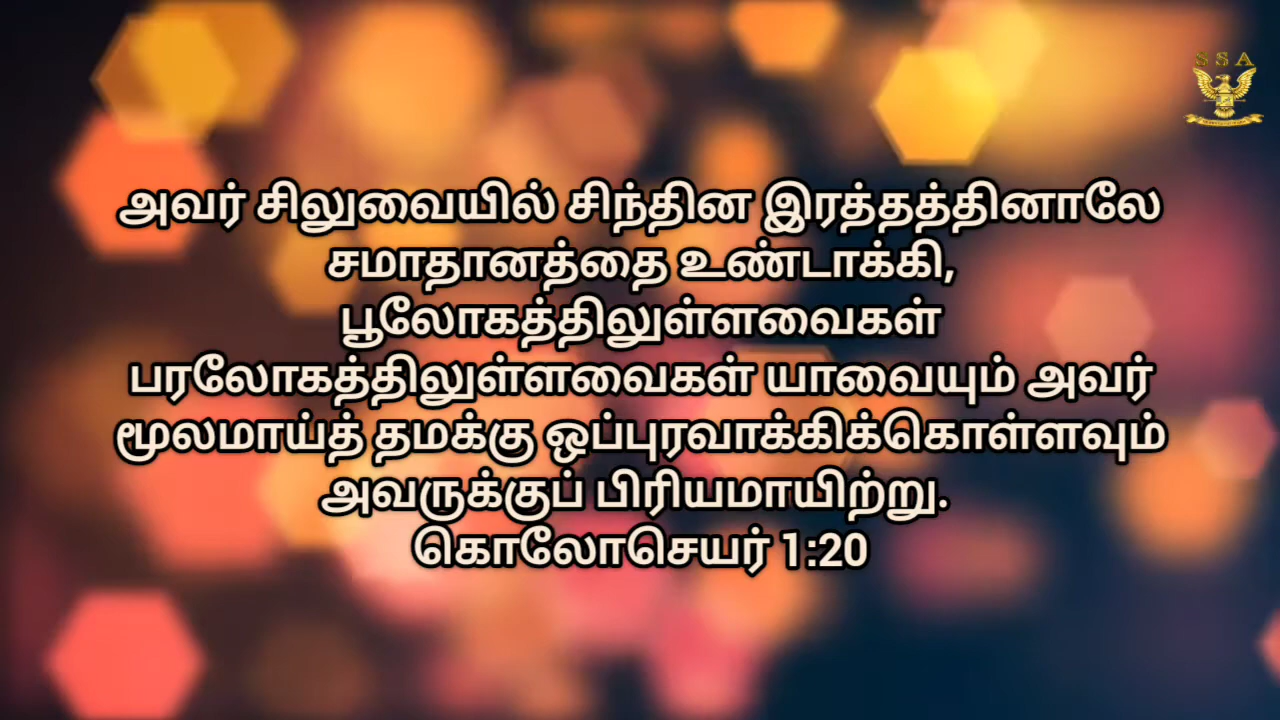 S S A
அவர் சிலுவையில் சிந்தின இரத்தத்தினாலே
சமாதானத்தை உண்டாக்கி,
பூலோகத்திலுள்ளவைகள்
பரலோகத்திலுள்ளவைகள் யாவையும் அவர்
மூலமாய்த் தமக்கு ஒப்புரவாக்கிக்கொள்ளவும்
அவருக்குப் பிரியமாயிற்று.
கொலோசெயர் 1:20